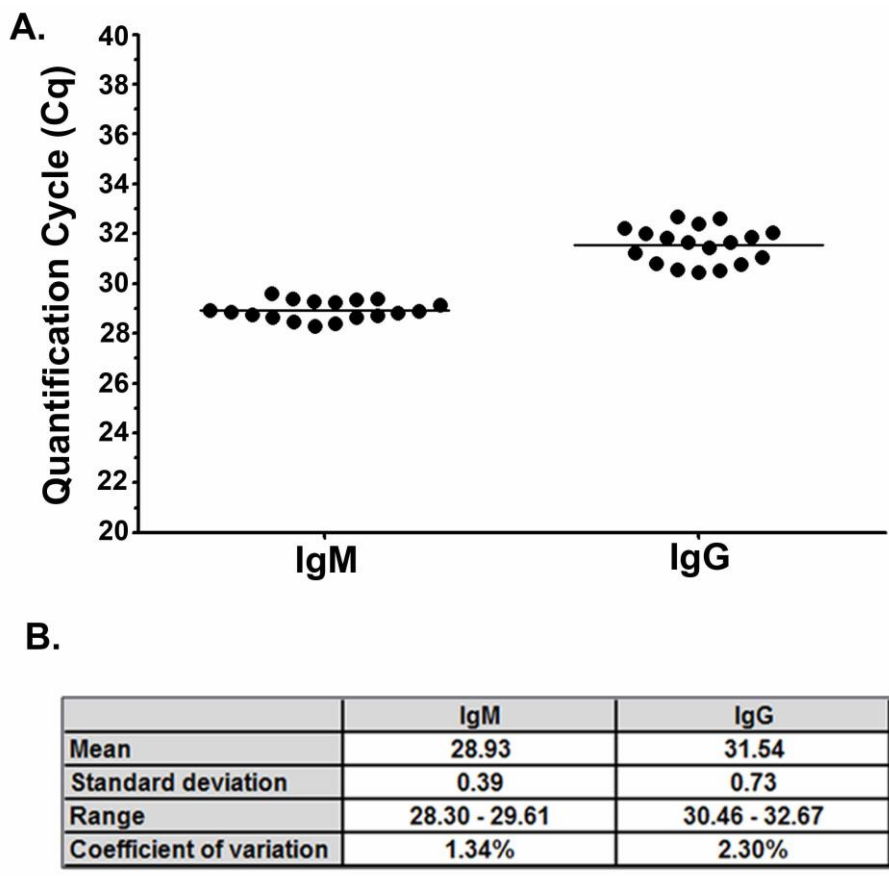 A.
Quantification Cycle (Cq)
40
38
36
34
32
30
28
26
24
22
20
IgM IgG
B.
IgM IgG
Mean 28.93 31.54
Standard deviation 0.39 0.73
Range 28.30 - 29.61 30.46 - 32.67
Coefficient of variation 1.34% 2.30%